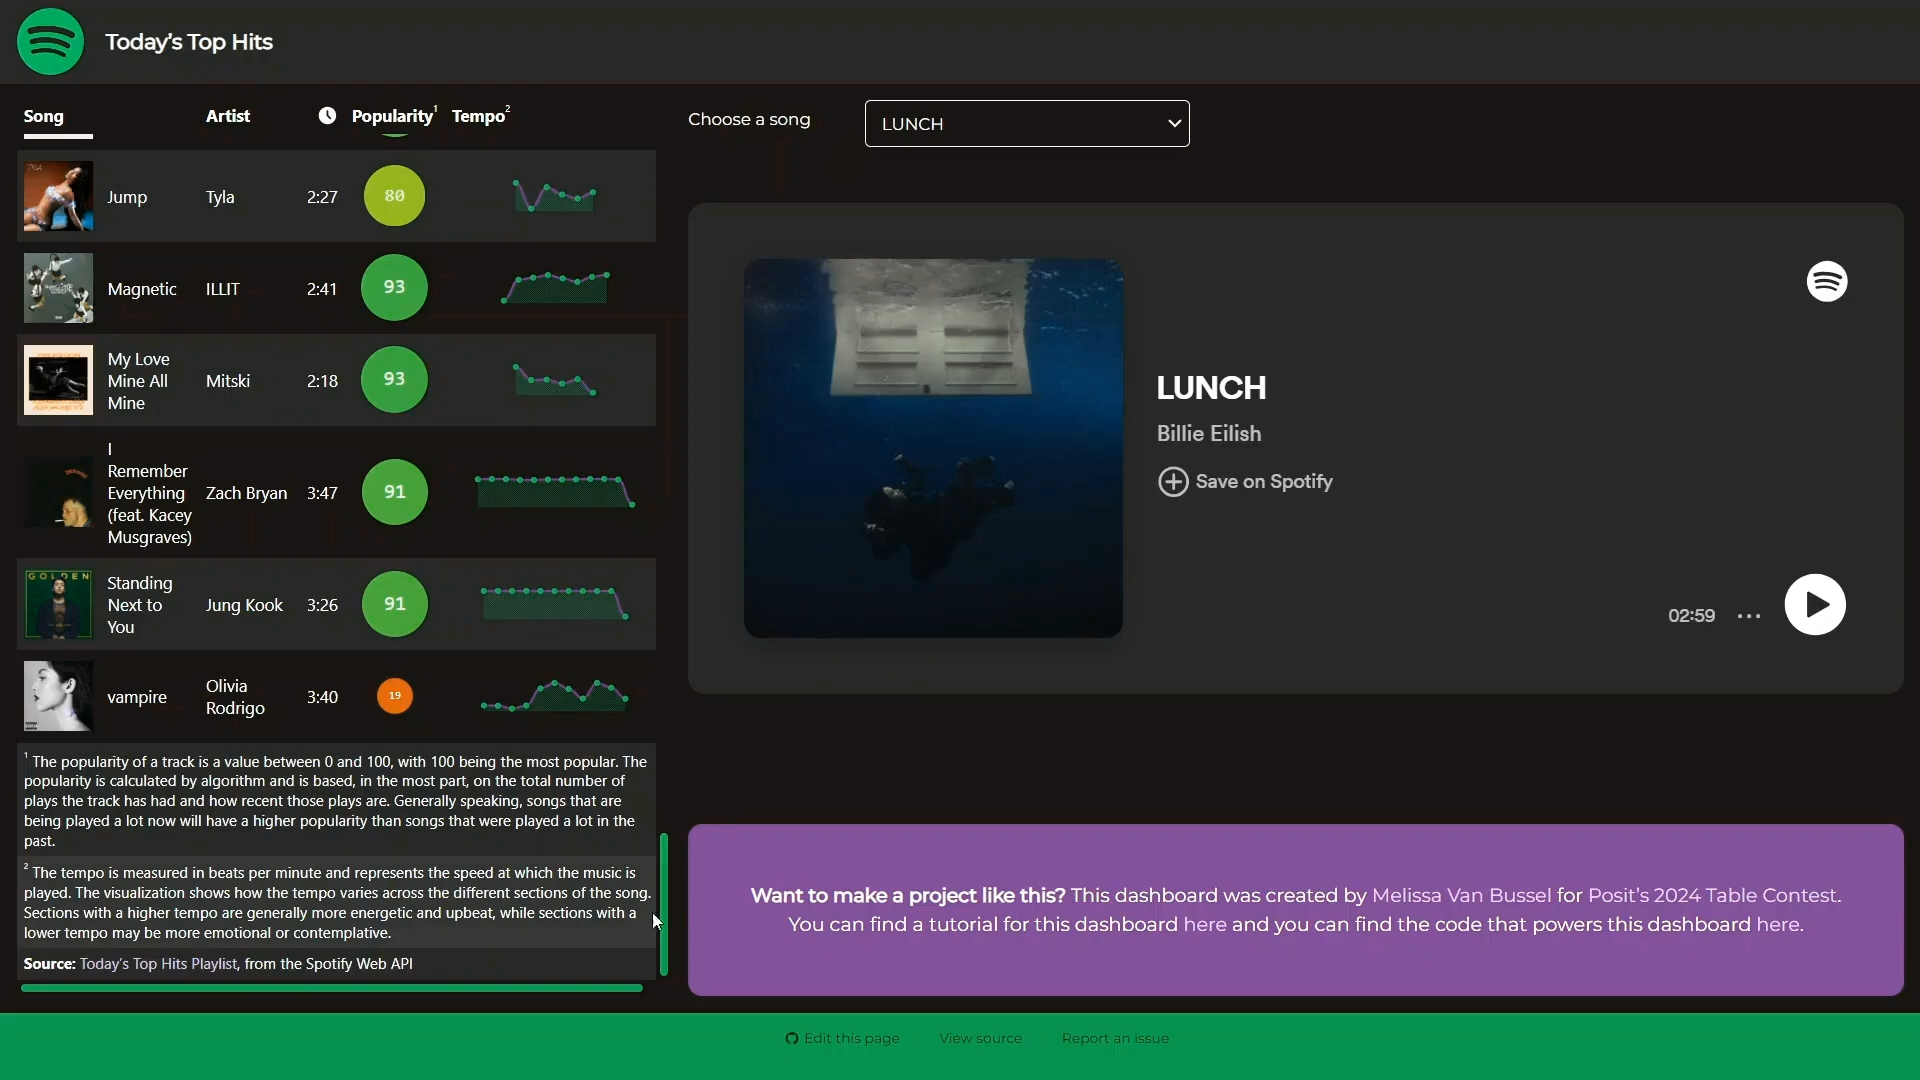 Today's Top Hits
Song Artist Popularity¹ Tempo²
Jump Tyla 2:27 80
Magnetic ILLIT 2:41 93
My Love
Mine All
Mine
Mitski 2:18 93
I
Remember
Everything
(feat. Kacey
Musgraves)
Zach Bryan 3:47 91
GOLDEN
Standing
Next to
You
Jung Kook 3:26 91
vampire
Olivia
Rodrigo
3:40 19
¹ The popularity of a track is a value between 0 and 100, with 100 being the most popular. The
popularity is calculated by algorithm and is based, in the most part, on the total number of
plays the track has had and how recent those plays are. Generally speaking, songs that are
being played a lot now will have a higher popularity than songs that were played a lot in the
past.
² The tempo is measured in beats per minute and represents the speed at which the music is
played. The visualization shows how the tempo varies across the different sections of the song.
Sections with a higher tempo are generally more energetic and upbeat, while sections with a
lower tempo may be more emotional or contemplative.
Source: Today's Top Hits Playlist, from the Spotify Web API
Choose a song
LUNCH
LUNCH
Billie Eilish
Save on Spotify
02:59
Want to make a project like this? This dashboard was created by Melissa Van Bussel for Posit's 2024 Table Contest.
You can find a tutorial for this dashboard here and you can find the code that powers this dashboard here.
Edit this page View source Report an issue